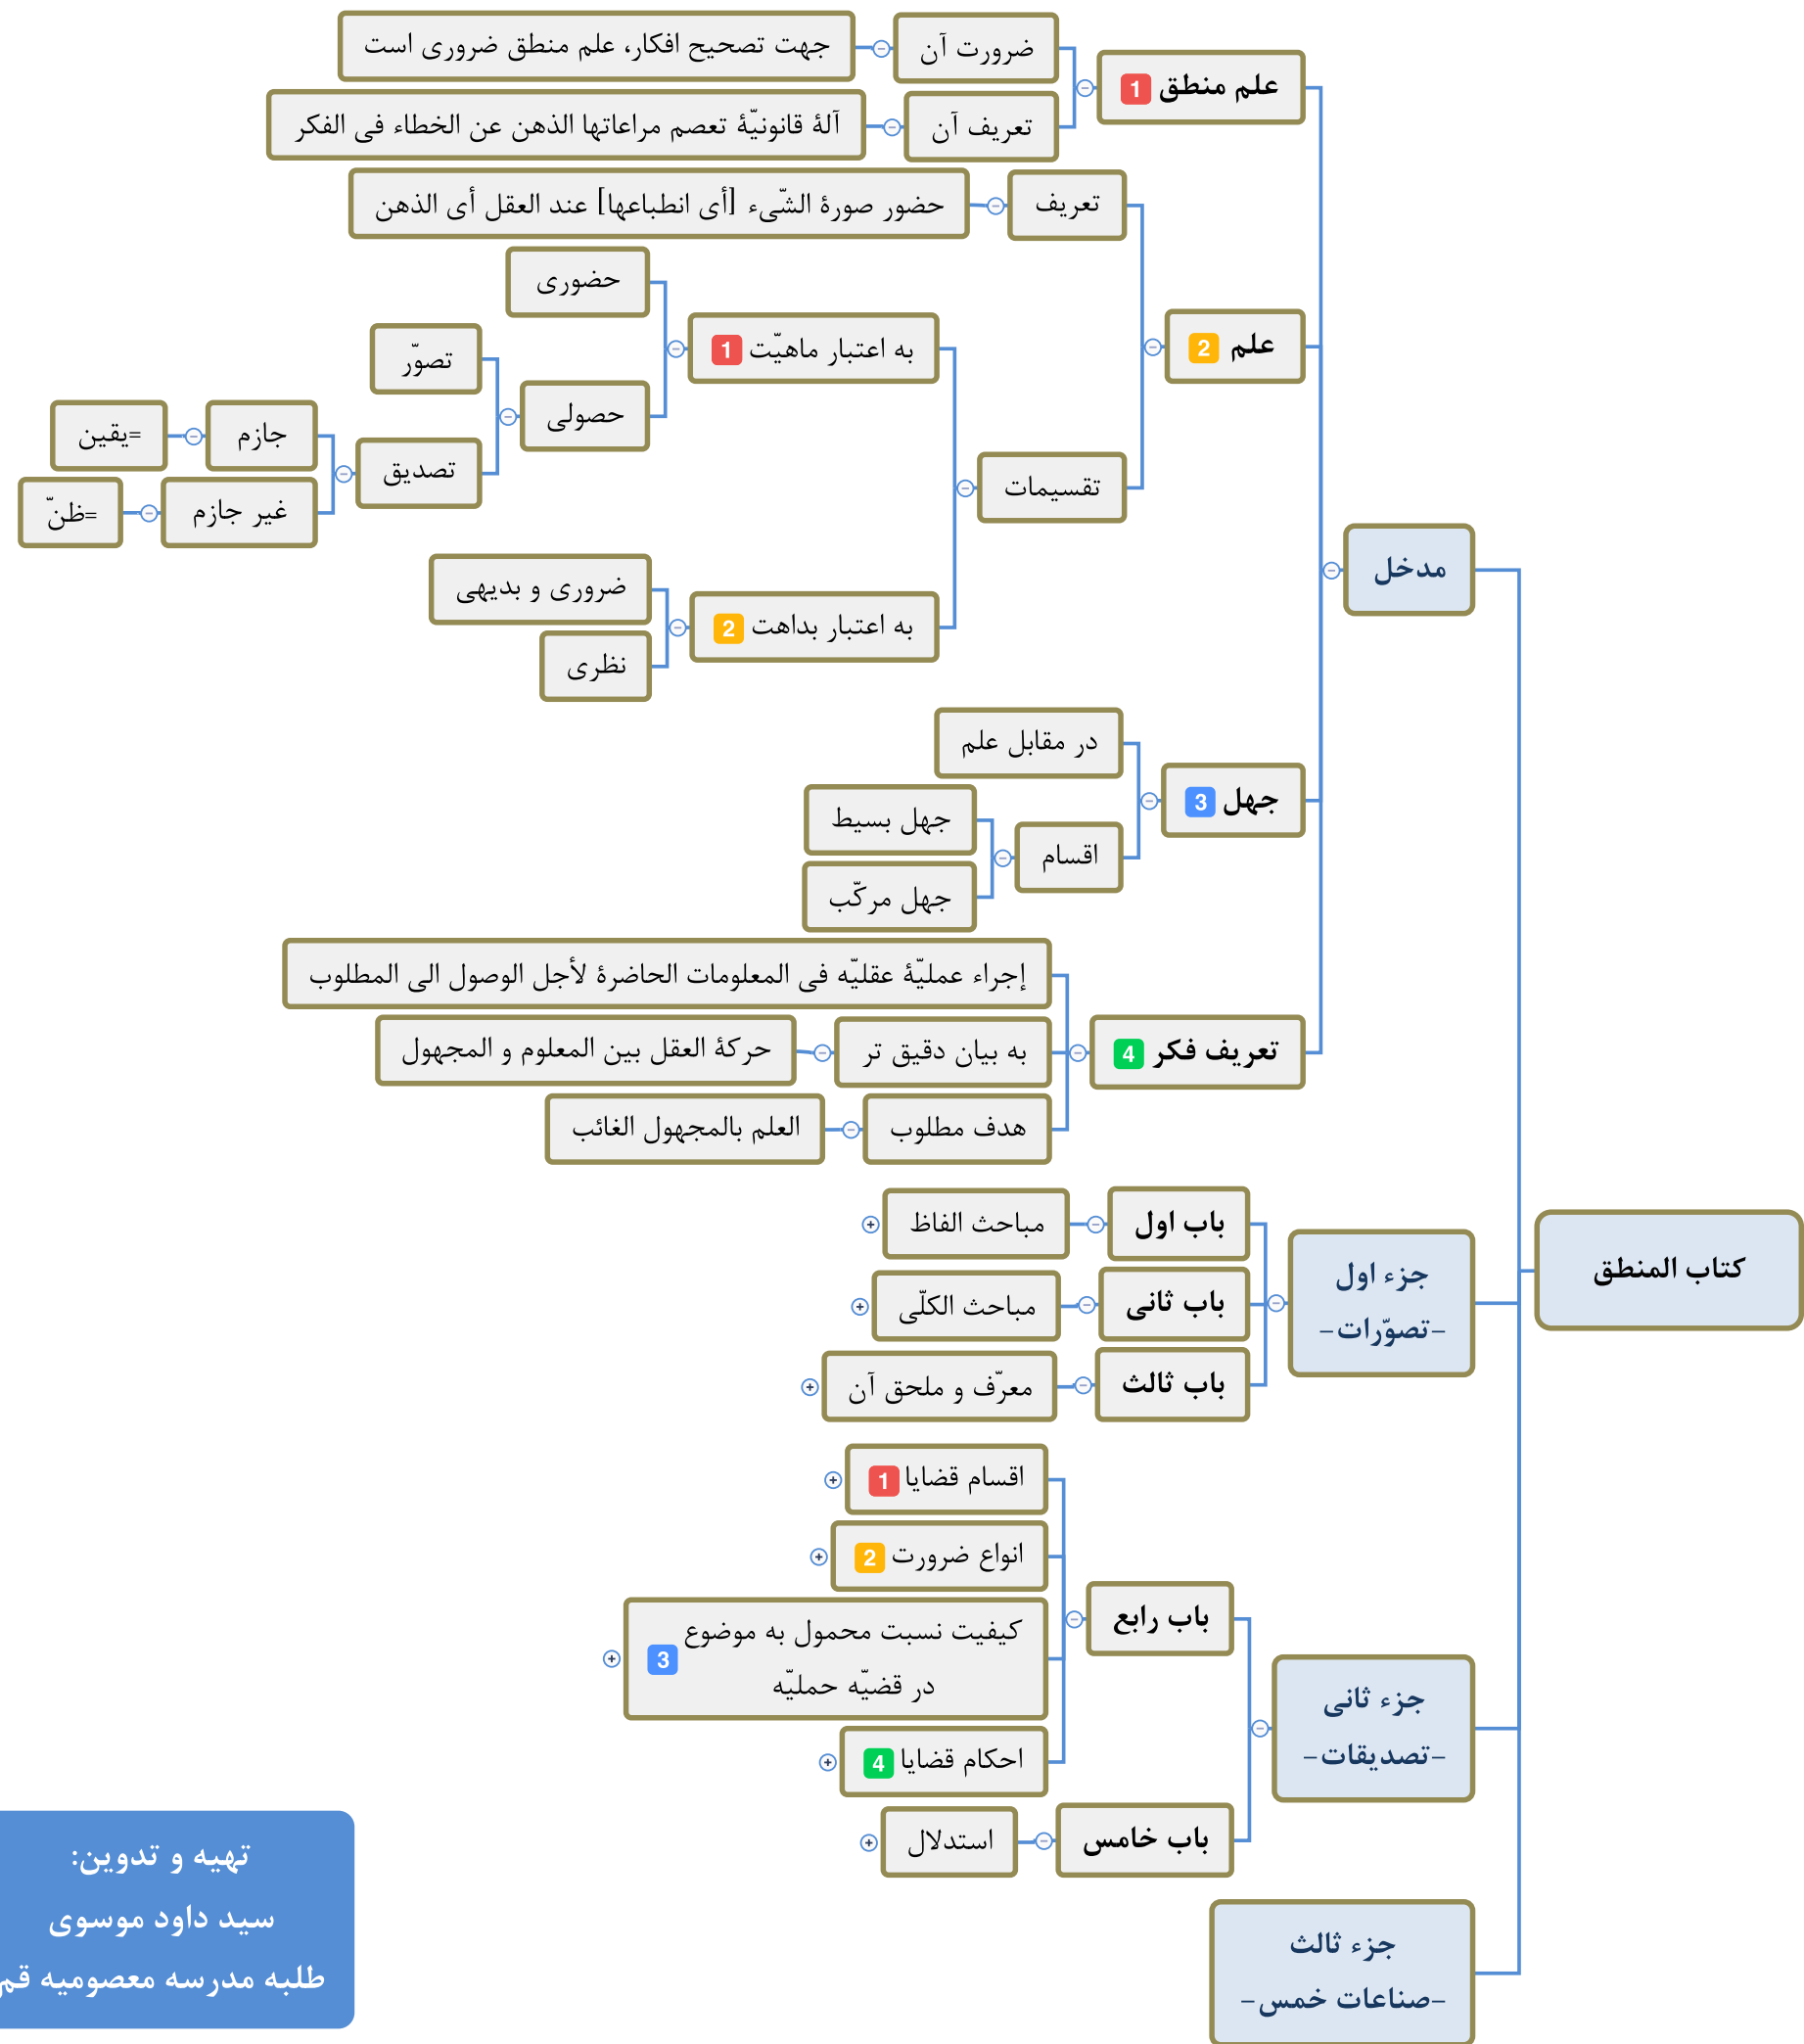 کتاب المنطق
مدخل
علم منطق 1
ضرورت آن
جهت تصحیح افکار، علم منطق ضروری است
تعریف آن
آلة قانونیّة تعصم مراعاتها الذهن عن الخطاء فی الفکر
علم 2
تعریف
حضور صورة الشّیء [أی انطباعها] عند العقل أی الذهن
تقسیمات
به اعتبار ماهیّت 1
حضوری
حصولی
تصوّر
تصدیق
جازم
=یقین
غیر جازم
=ظنّ
به اعتبار بداهت 2
ضروری و بدیهی
نظری
جهل 3
در مقابل علم
اقسام
جهل بسیط
جهل مرکّب
تعریف فکر 4
إجراء عملیّة عقلیّه فی المعلومات الحاضرة لأجل الوصول الی المطلوب
به بیان دقیق تر
حرکة العقل بین المعلوم و المجهول
هدف مطلوب
العلم بالمجهول الغائب
جزء اول
-تصوّرات-
باب اول
مباحث الفاظ
باب ثانی
مباحث الکلّی
باب ثالث
معرّف و ملحق آن
جزء ثانی
-تصدیقات-
باب رابع
اقسام قضایا 1
انواع ضرورت 2
کیفیت نسبت محمول به موضوع
در قضیّه حملیّه 3
احکام قضایا 4
باب خامس
استدلال
جزء ثالث
-صناعات خمس-
تهیه و تدوین:
سید داود موسوی
طلبه مدرسه معصومیه قم